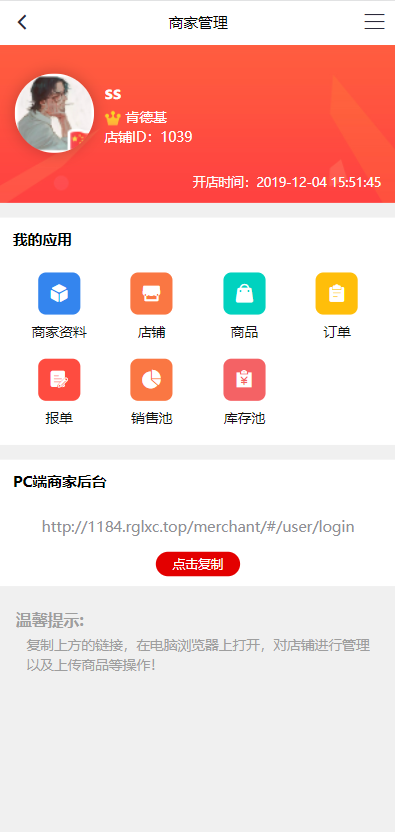 商家管理
ss
肯德基
店铺ID：1039
开店时间：2019-12-04 15:51:45
我的应用
商家资料
店铺
商品
订单
报单
销售池
库存池
PC端商家后台
http://1184.rglxc.top/merchant/#/user/login
点击复制
温馨提示:
复制上方的链接，在电脑浏览器上打开，对店铺进行管理
以及上传商品等操作!